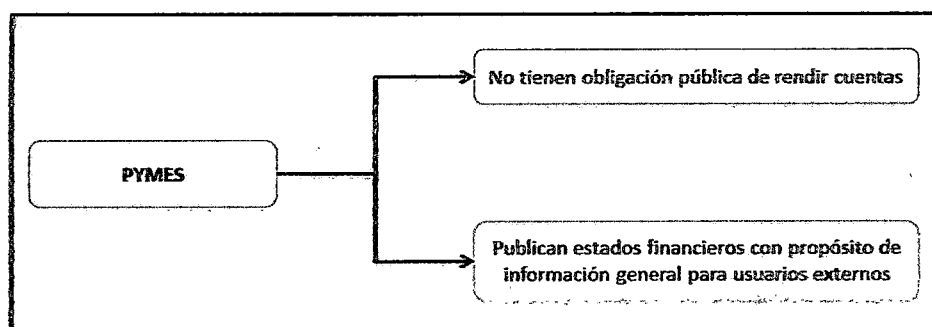 No tienen obligación pública de rendir cuentas
PYMES
Publican estados financieros con propósito de
información general para usuarios externos